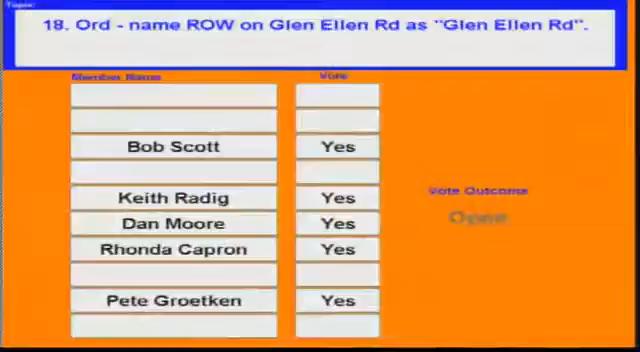 Topic:
18. Ord - name ROW on Glen Ellen Rd as "Glen Ellen Rd".
Member Name Vote
Bob Scott Yes
Keith Radig Yes
Vote Outcome
Dan Moore Yes
Open
Rhonda Capron Yes
Pete Groetken Yes